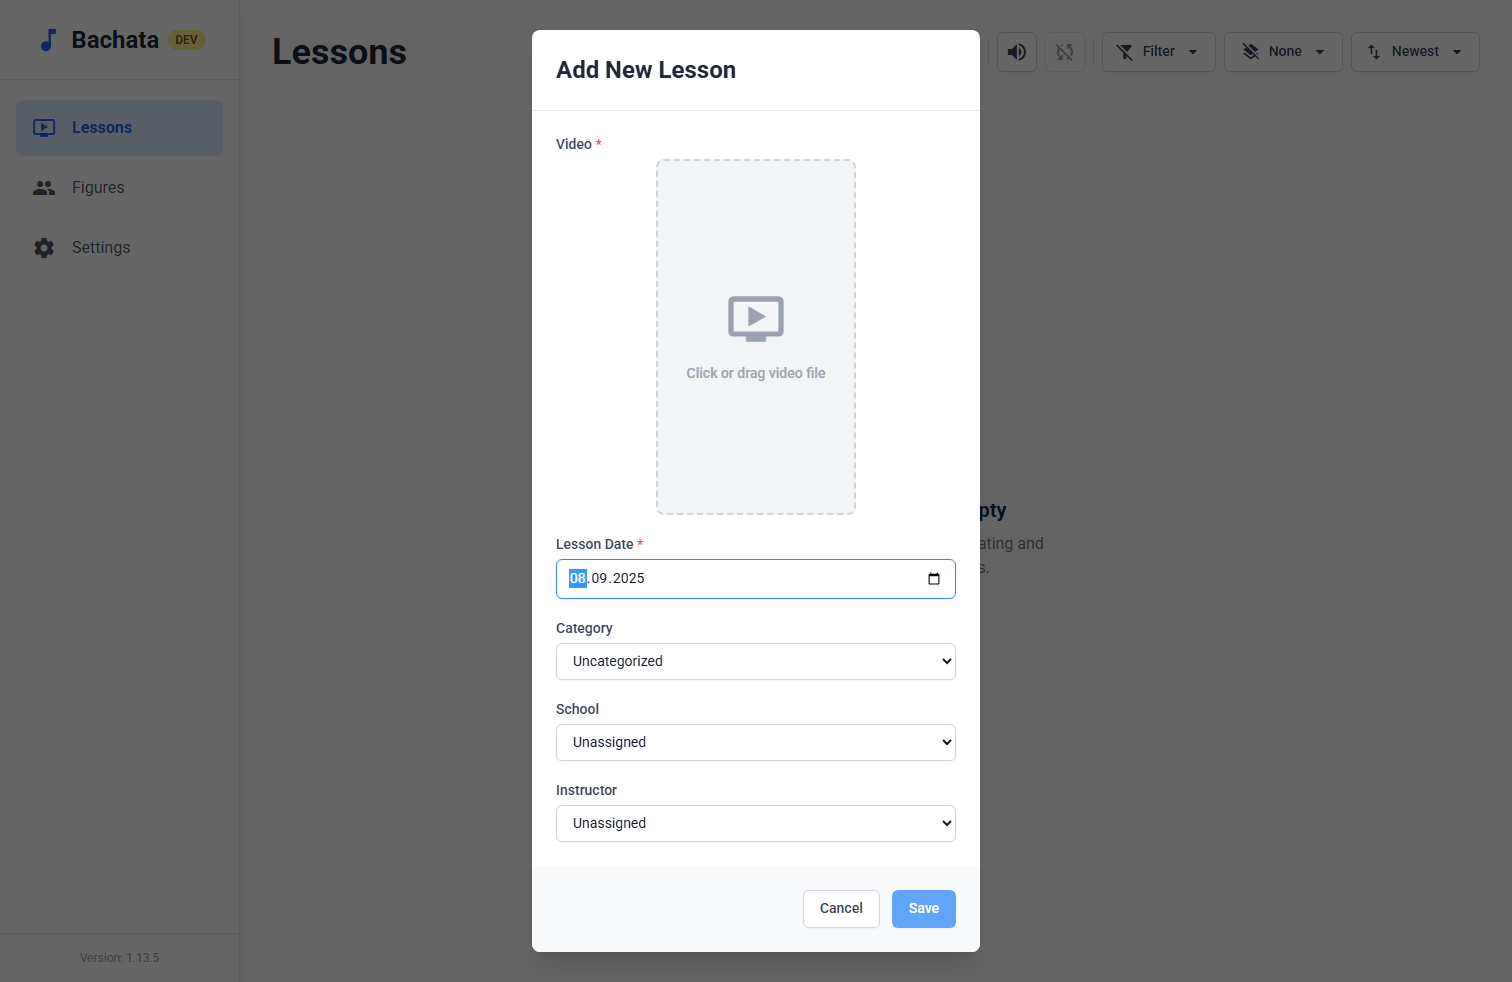 Bachata DEV
Lessons
Figures
Settings
Version: 1.13.5
Lessons
Filter
None
Newest
pty
ating and
s.
Add New Lesson
Video *
Click or drag video file
Lesson Date *
08.09.2025
Category
Uncategorized
School
Unassigned
Instructor
Unassigned
Cancel
Save